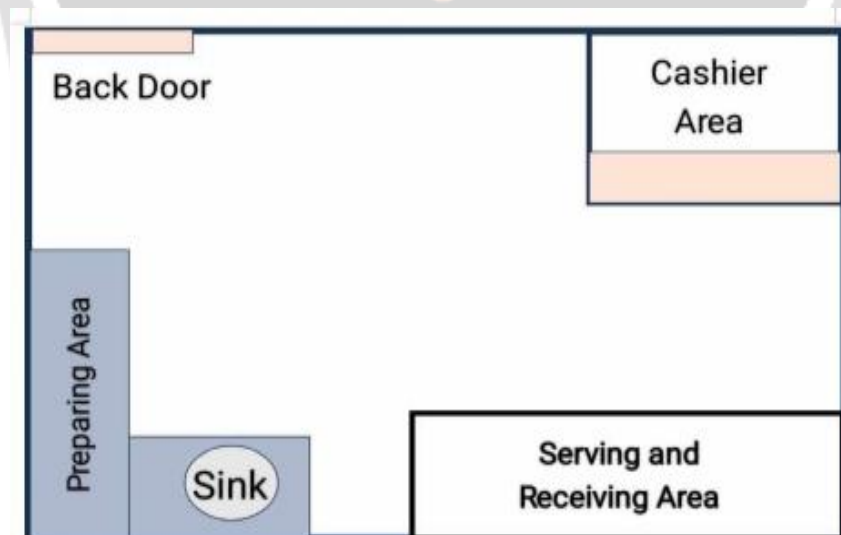 Back Door
Cashier
Area
Preparing Area
Sink
Serving and
Receiving Area